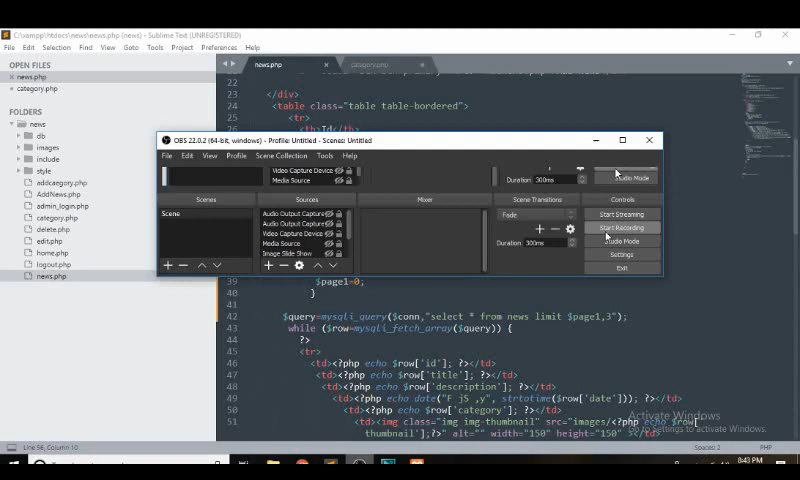 C:\xampp\htdocs\news\news.php (news) - Sublime Text (UNREGISTERED)
File Edit Selection Find View Goto Tools Project Preferences Help
OPEN FILES
news.php
category.php
FOLDERS
news
db
images
include
style
addcaegory.php
AddNews.php
admin_login.php
category.php
delete.php
edit.php
home.php
logout.php
news.php
news.php
category.php
22
23 </div>
24 <table class="table table-bordered">
25 <tr>
26 <th>Id</th>
OBS 22.0.2 (64-bit, windows) - Profile: Untitled - Scenes: Untitled
File Edit View Profile Scene Collection Tools Help
Video Capture Device
Media Source
Duration 300ms
Studio Mode
Scenes Sources Mixer Scene Transitions Controls
Scene
Audio Output Capture
Audio Output Capture
Video Capture Device
Media Source
Image Slide Show
Fade
Duration 300ms
Start Streaming
Start Recording
Studio Mode
Settings
Exit
39 $page1=0;
40 }
41
42 $query=mysqli_query($conn,"select * from news limit $page1,3");
43 while ($row=mysqli_fetch_array($query)) {
44 ?>
45 <tr>
46 <td><?php echo $row['id']; ?></td>
47 <td><?php echo $row['title']; ?></td>
48 <td><?php echo $row['description']; ?></td>
49 <td><?php echo date("F jS ,y", strtotime($row['date'])); ?></td>
50 <td><?php echo $row['category']; ?></td>
51 <td><img class="img img-thumbnail" src="images/<?php echo $row[
thumbnail'];?>" alt="" width="150" height="150" ></td>
Activate Windows
Go to Settings to activate Windows.
Line 56, Column 10
Spaces: 2
PHP
8:43 PM